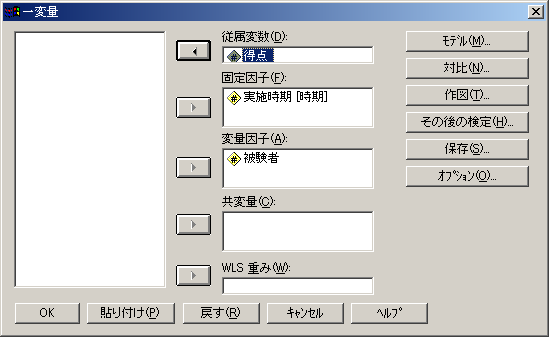 一変量
従属変数(D):
得点
固定因子(F):
実施時期 [時期]
変量因子(A):
被験者
共変量(C):
WLS 重み(W):
ﾓﾃﾞﾙ(M)...
対比(N)...
作図(T)...
その後の検定(H)...
保存(S)...
ｵﾌﾟｼｮﾝ(O)...
OK
貼り付け(P)
戻す(R)
ｷｬﾝｾﾙ
ﾍﾙﾌﾟ